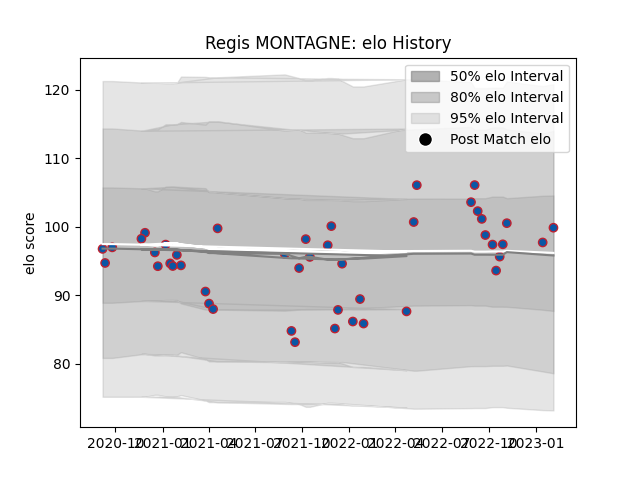 Regis MONTAGNE: elo History
50% elo Interval
80% elo Interval
95% elo Interval
Post Match elo
elo score
120
110
100
90
80
2020-10 2021-01 2021-04 2021-07 2021-10 2022-01 2022-04 2022-07 2022-10 2023-01